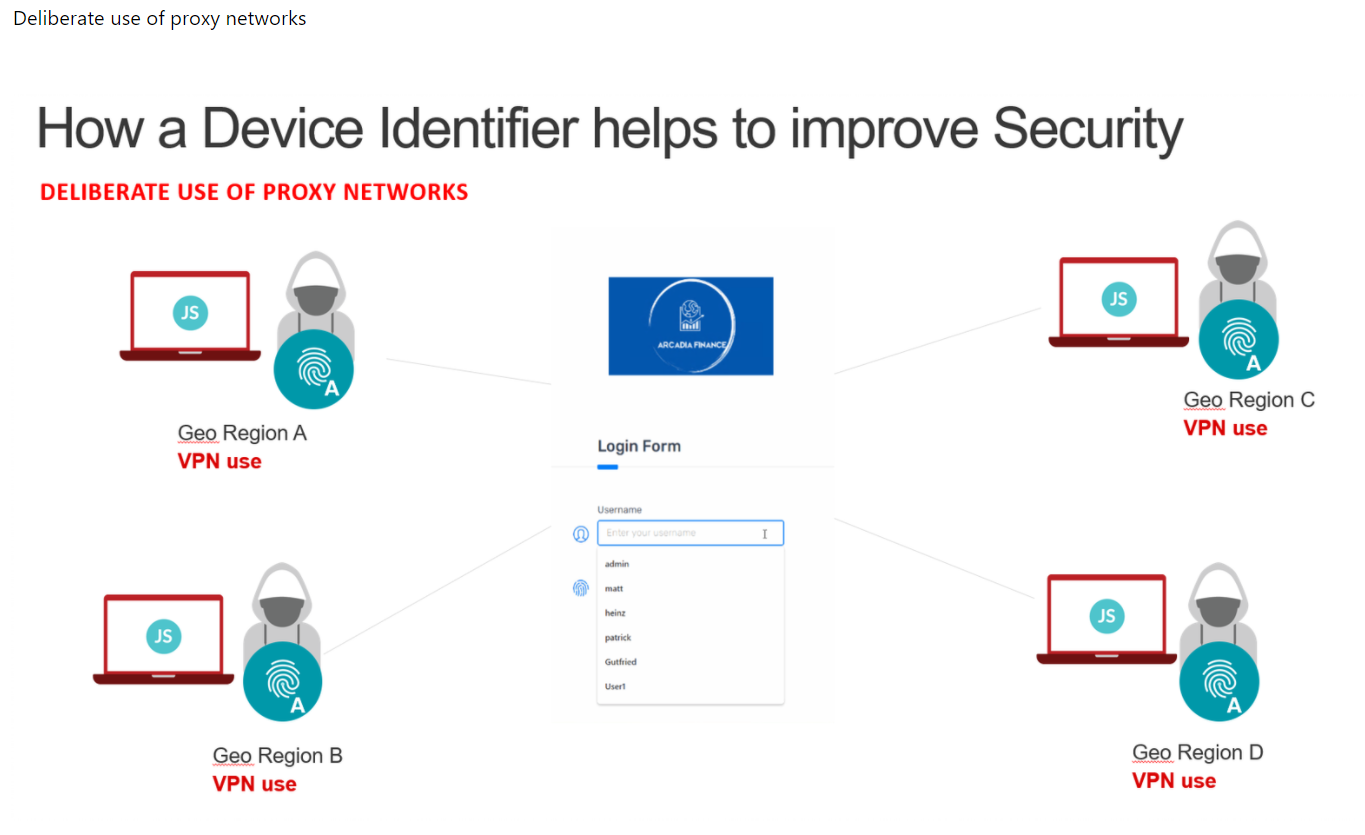 Deliberate use of proxy networks
How a Device Identifier helps to improve Security
DELIBERATE USE OF PROXY NETWORKS
JS
A
Geo Region A
VPN use
JS
A
Geo Region B
VPN use
ARCADIA FINANCE
Login Form
Username
Enter your username
admin
matt
heinz
patrick
Gutfried
User1
JS
A
Geo Region C
VPN use
JS
A
Geo Region D
VPN use